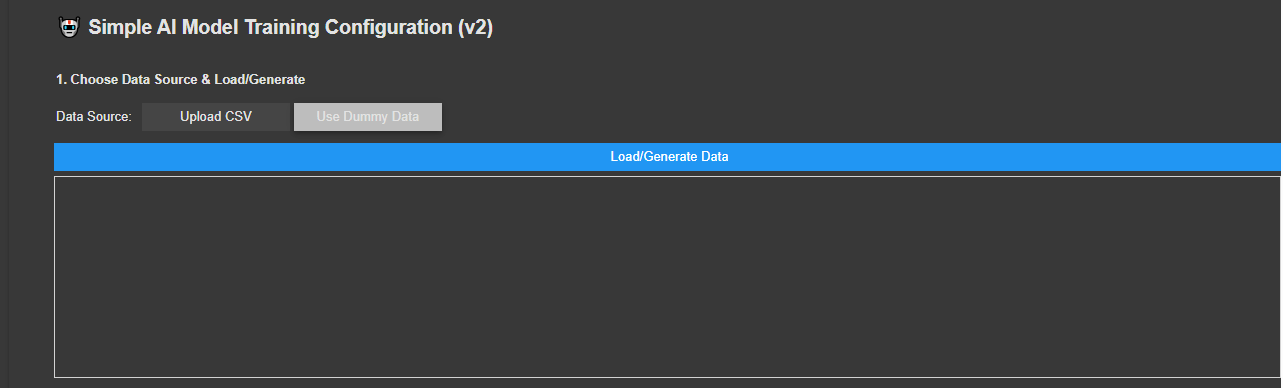 Simple AI Model Training Configuration (v2)
1. Choose Data Source & Load/Generate
Data Source: Upload CSV Use Dummy Data
Load/Generate Data